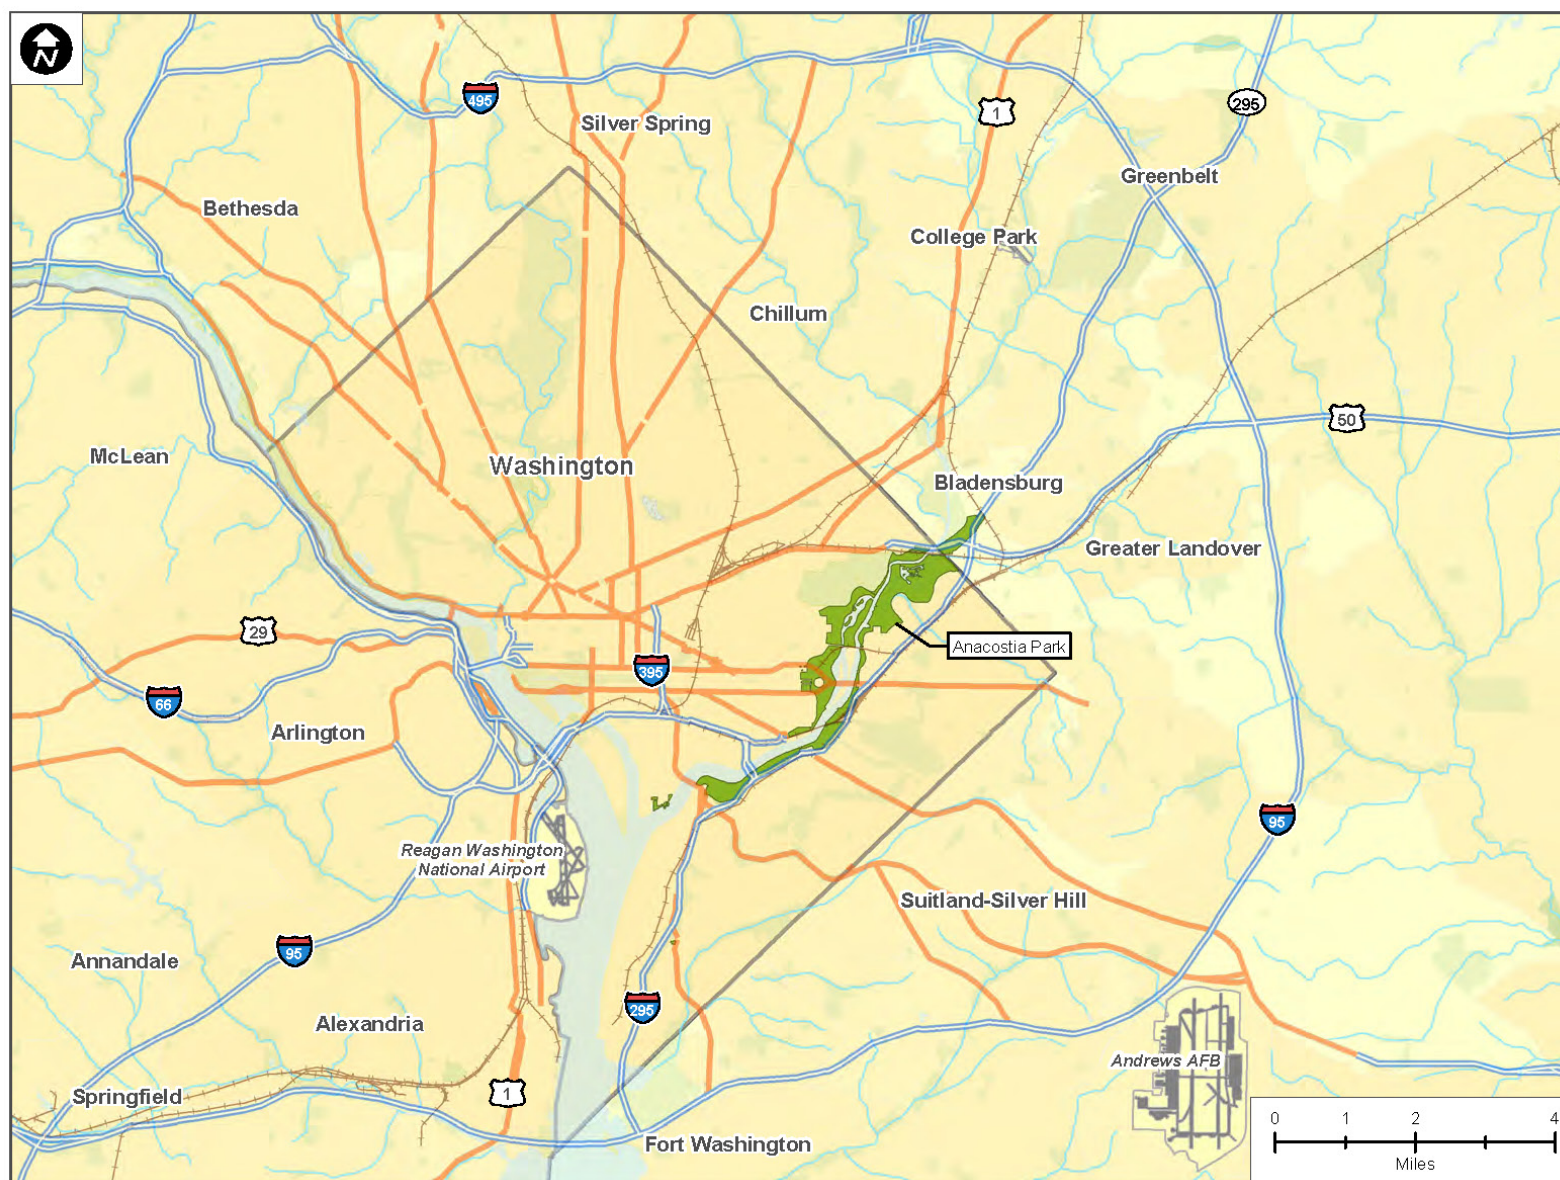 N
495
Silver Spring
1
295
Greenbelt
Bethesda
College Park
Chillum
50
McLean
Washington
Bladensburg
Greater Landover
29
Anacostia Park
395
66
Arlington
95
Reagan Washington
National Airport
Suitland-Silver Hill
95
Annandale
295
Alexandria
Andrews AFB
1
Springfield
0 1 2 4
Miles
Fort Washington